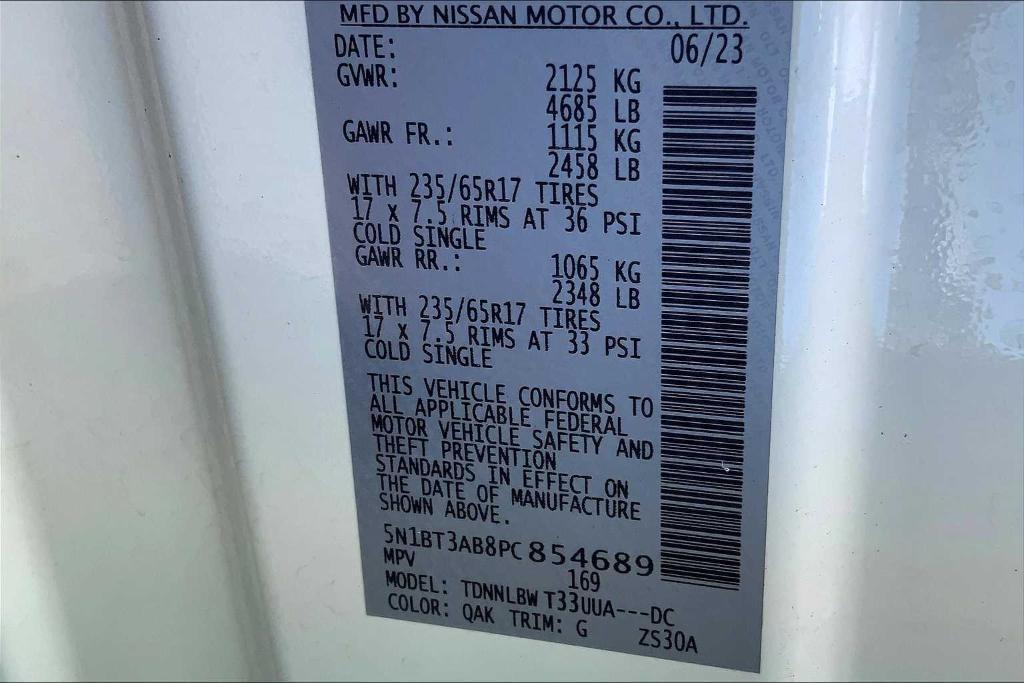 MFD BY NISSAN MOTOR CO., LTD.
DATE: 06/23
GVWR: 2125 KG
4685 LB
GAWR FR.: 1115 KG
2458 LB
WITH 235/65R17 TIRES
17 x 7.5 RIMS AT 36 PSI
COLD SINGLE
GAWR RR.: 1065 KG
2348 LB
WITH 235/65R17 TIRES
17 x 7.5 RIMS AT 33 PSI
COLD SINGLE
THIS VEHICLE CONFORMS TO
ALL APPLICABLE FEDERAL
MOTOR VEHICLE SAFETY AND
THEFT PREVENTION
STANDARDS IN EFFECT ON
THE DATE OF MANUFACTURE
SHOWN ABOVE.
5N1BT3AB8PC854689
MPV 169
MODEL: TDNNLBW T33UUA---DC
COLOR: QAK TRIM: G ZS30A